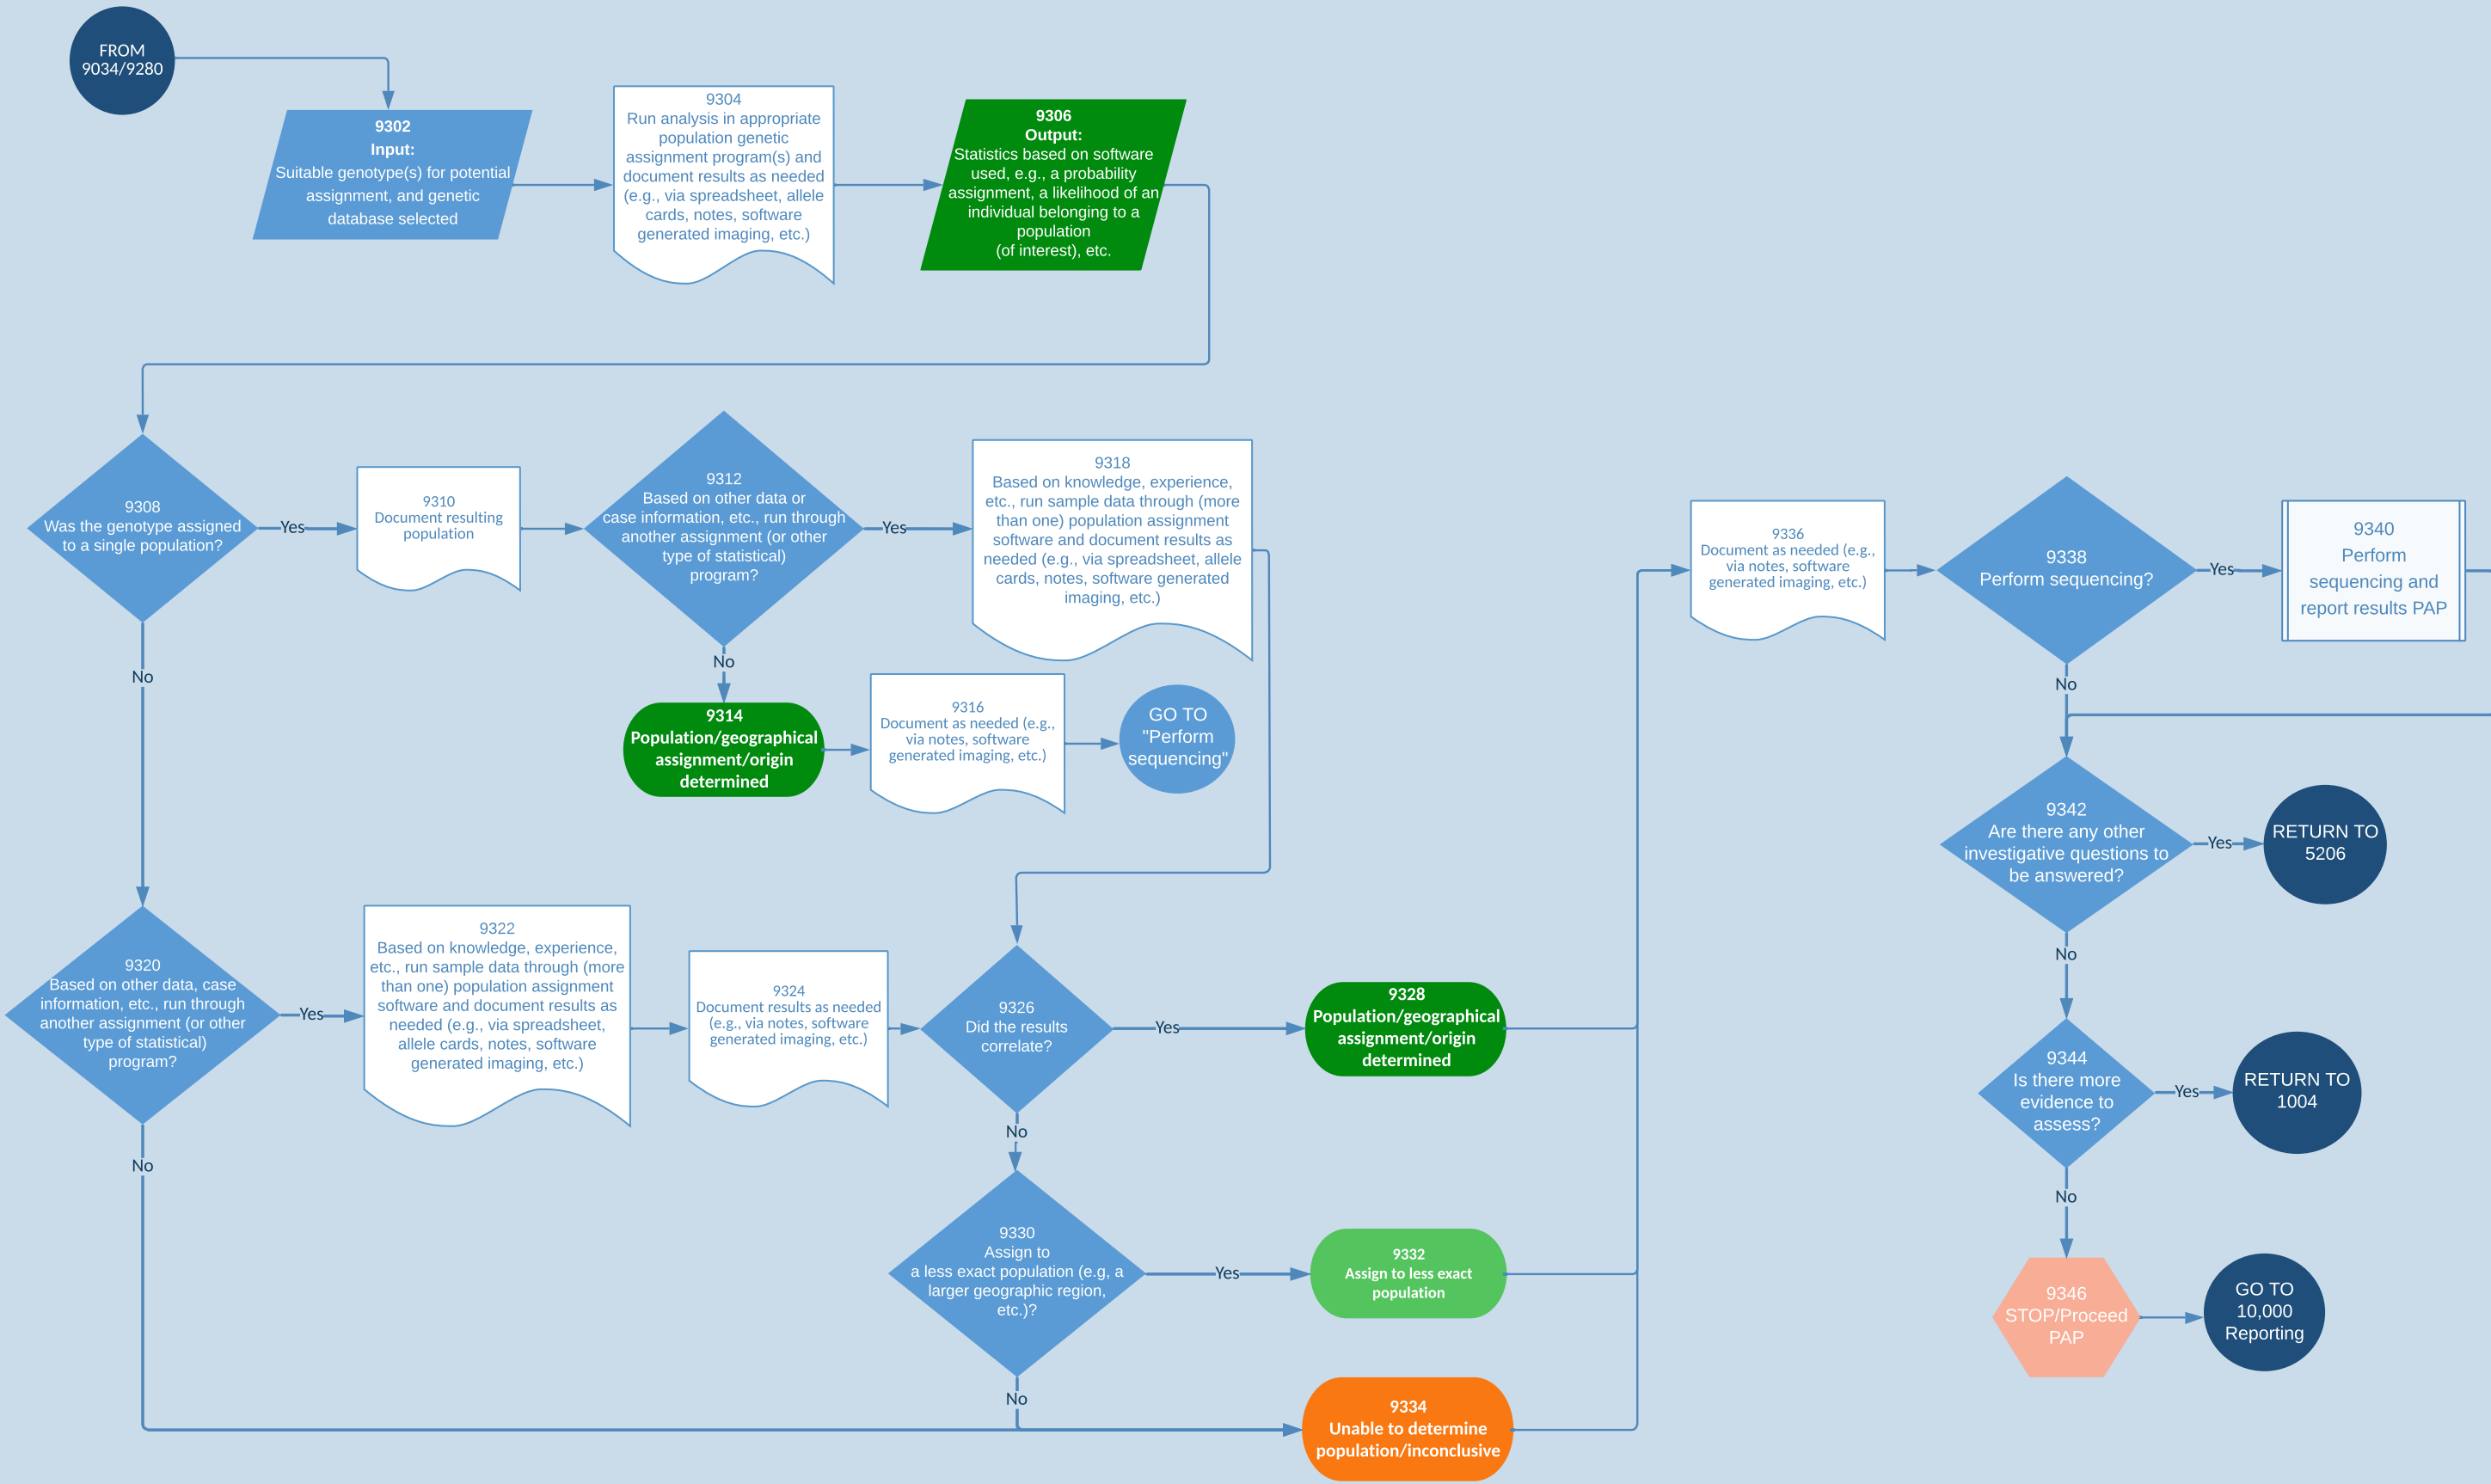 FROM
9034/9280
9302
Input:
Suitable genotype(s) for potential
assignment, and genetic
database selected
9304
Run analysis in appropriate
population genetic
assignment program(s) and
document results as needed
(e.g., via spreadsheet, allele
cards, notes, software
generated imaging, etc.)
9306
Output:
Statistics based on software
used, e.g., a probability
assignment, a likelihood of an
individual belonging to a
population
(of interest), etc.
9308
Was the genotype assigned
to a single population?
Yes
9310
Document resulting
population
9312
Based on other data or
case information, etc., run through
another assignment (or other
type of statistical)
program?
Yes
9318
Based on knowledge, experience,
etc., run sample data through (more
than one) population assignment
software and document results as
needed (e.g., via spreadsheet, allele
cards, notes, software generated
imaging, etc.)
No
9314
Population/geographical
assignment/origin
determined
9316
Document as needed (e.g.,
via notes, software
generated imaging, etc.)
GO TO
"Perform
sequencing"
No
9320
Based on other data, case
information, etc., run through
another assignment (or other
type of statistical)
program?
Yes
9322
Based on knowledge, experience,
etc., run sample data through (more
than one) population assignment
software and document results as
needed (e.g., via spreadsheet,
allele cards, notes, software
generated imaging, etc.)
9324
Document results as needed
(e.g., via notes, software
generated imaging, etc.)
9326
Did the results
correlate?
Yes
9328
Population/geographical
assignment/origin
determined
No
No
9330
Assign to
a less exact population (e.g, a
larger geographic region,
etc.)?
Yes
9332
Assign to less exact
population
No
9334
Unable to determine
population/inconclusive
9336
Document as needed (e.g.,
via notes, software
generated imaging, etc.)
9338
Perform sequencing?
Yes
9340
Perform
sequencing and
report results PAP
No
9342
Are there any other
investigative questions to
be answered?
Yes
RETURN TO
5206
No
9344
Is there more
evidence to
assess?
Yes
RETURN TO
1004
No
9346
STOP/Proceed
PAP
GO TO
10,000
Reporting